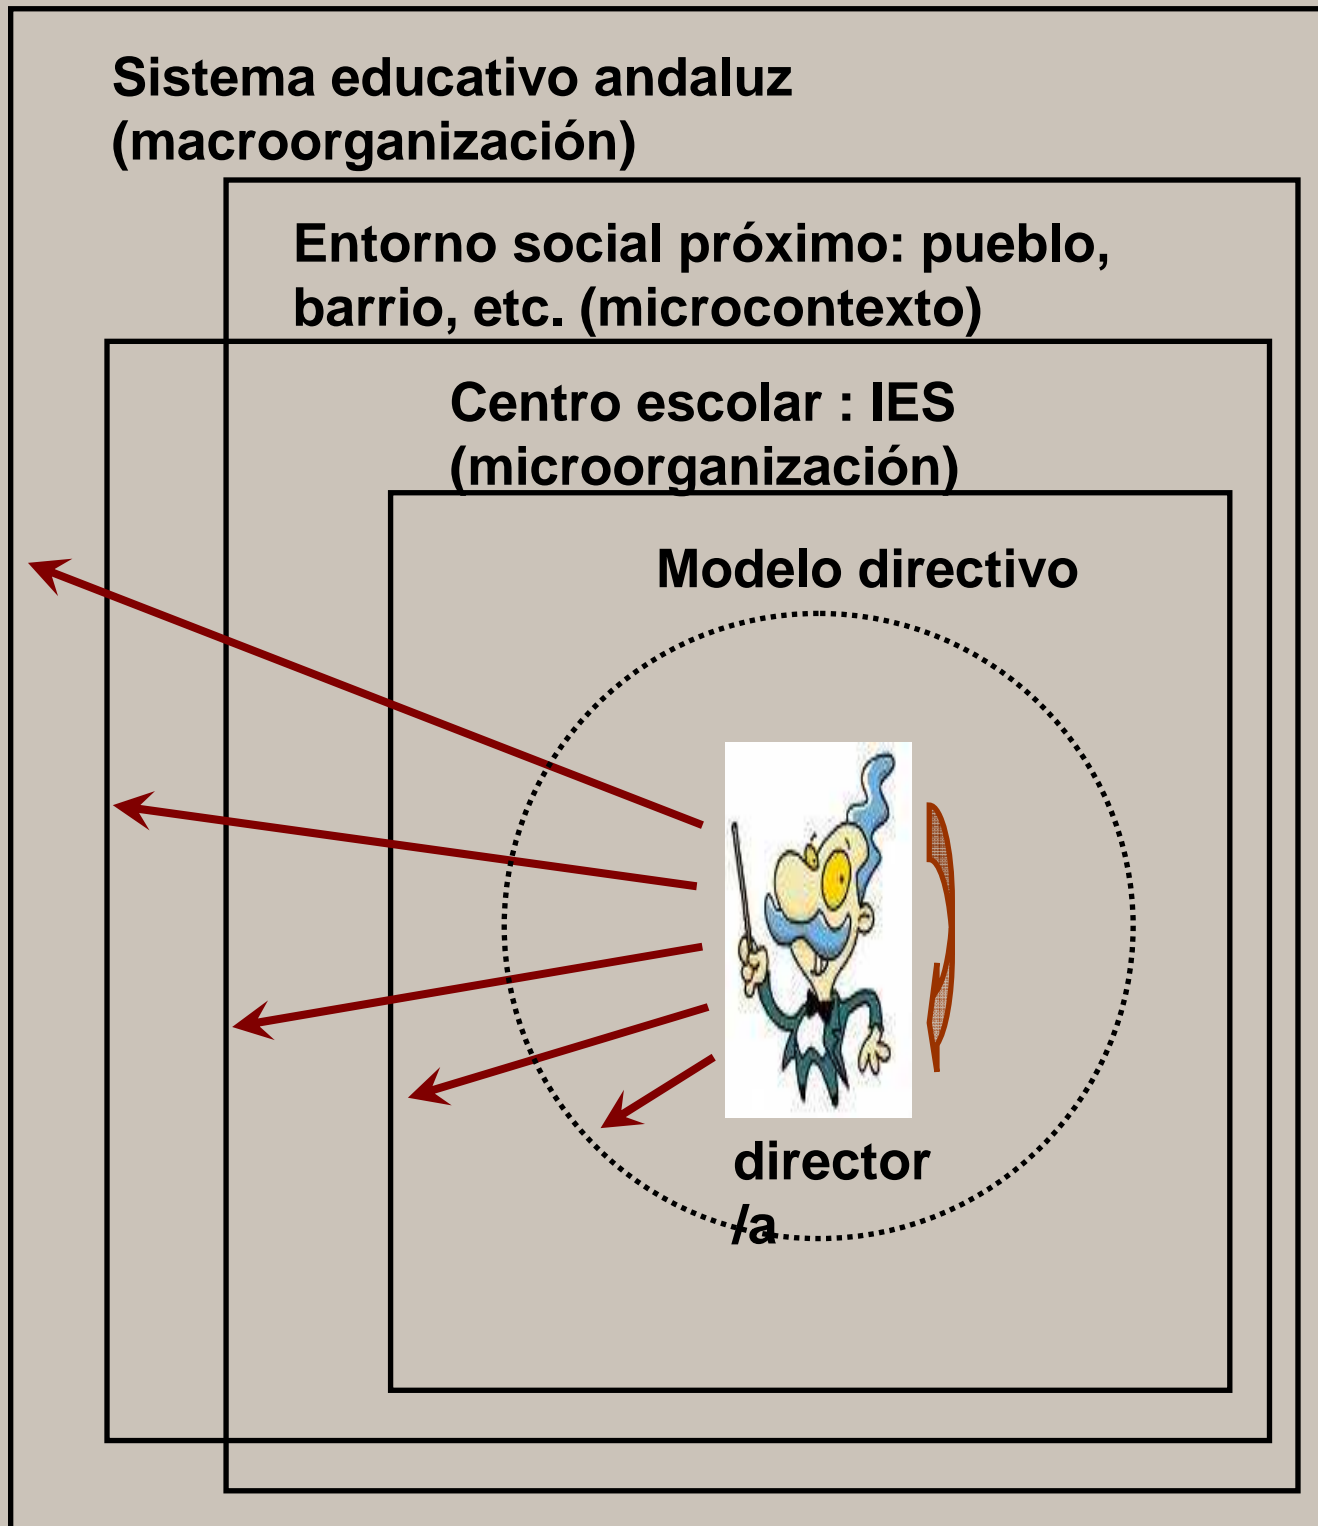 Sistema educativo andaluz
(macroorganización)
Entorno social próximo: pueblo,
barrio, etc. (microcontexto)
Centro escolar : IES
(microorganización)
Modelo directivo
director
/a